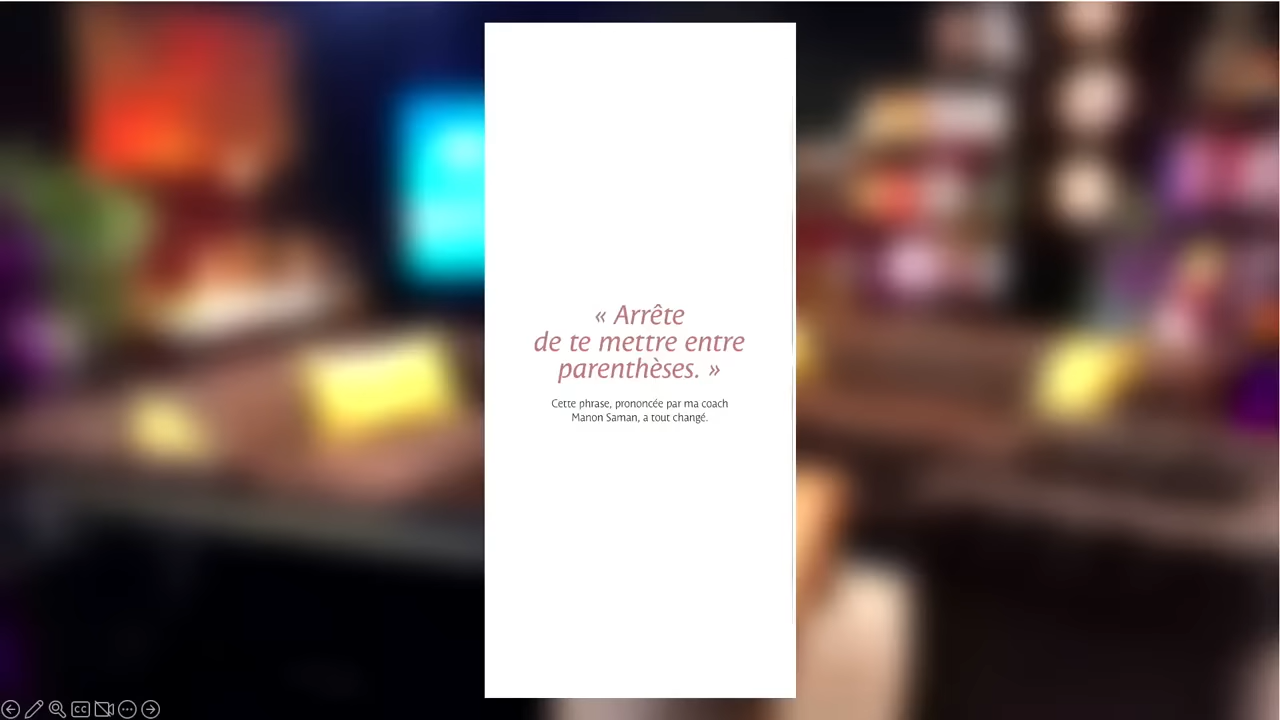 « Arrête
de te mettre entre
parenthèses. »
Cette phrase, prononcée par ma coach
Manon Saman, a tout changé.